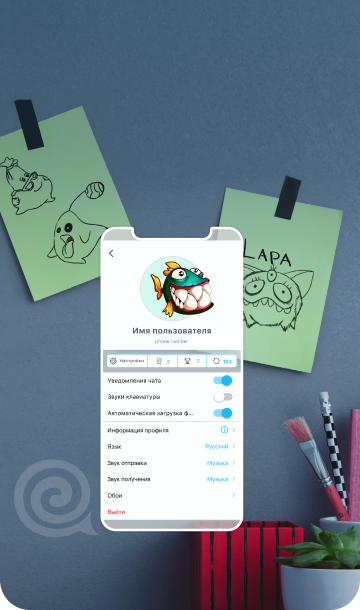 LAPA
Имя пользователя
phone number
Настройки 2 7 123
Уведомления чата
Звуки клавиатуры
Автоматическая загрузка ф...
Информация профиля
Язык Русский
Звук отправки Музыка
Звук получения Музыка
Обои
Выйти